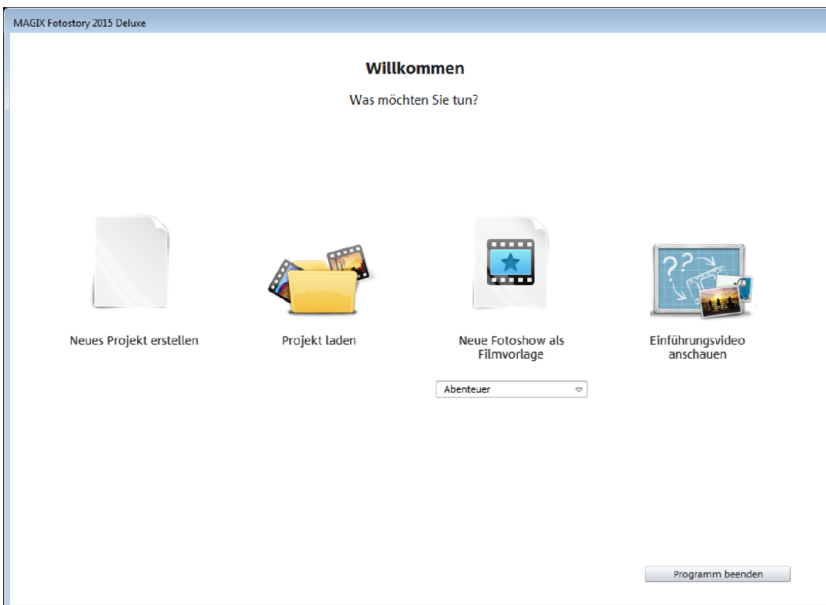 MAGIX Fotostory 2015 Deluxe
Willkommen
Was möchten Sie tun?
??
Neues Projekt erstellen
Projekt laden
Neue Fotoshow als
Filmvorlage
Einführungsvideo
anschauen
Abenteuer
Programm beenden